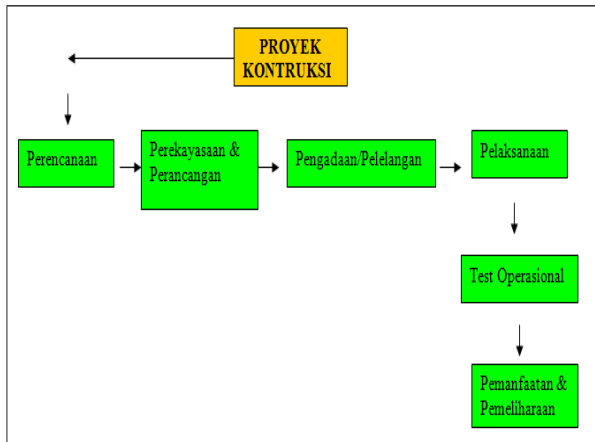 PROYEK
KONTRUKSI
Perencanaan
Perekayasaan &
Perancangan
Pengadaan/Pelelangan
Pelaksanaan
Test Operasional
Pemanfaatan &
Pemeliharaan